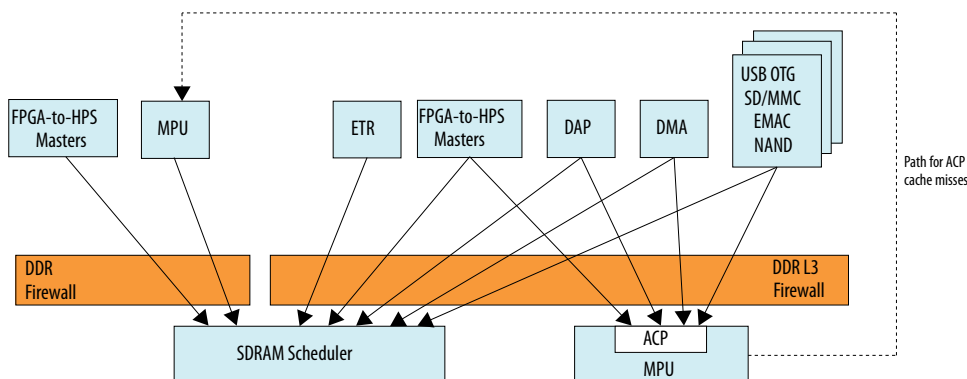 USB OTG
SD/MMC
EMAC
NAND
FPGA-to-HPS
Masters
MPU
ETR
FPGA-to-HPS
Masters
DAP
DMA
Path for ACP
cache misses
DDR
Firewall
DDR L3
Firewall
SDRAM Scheduler
ACP
MPU